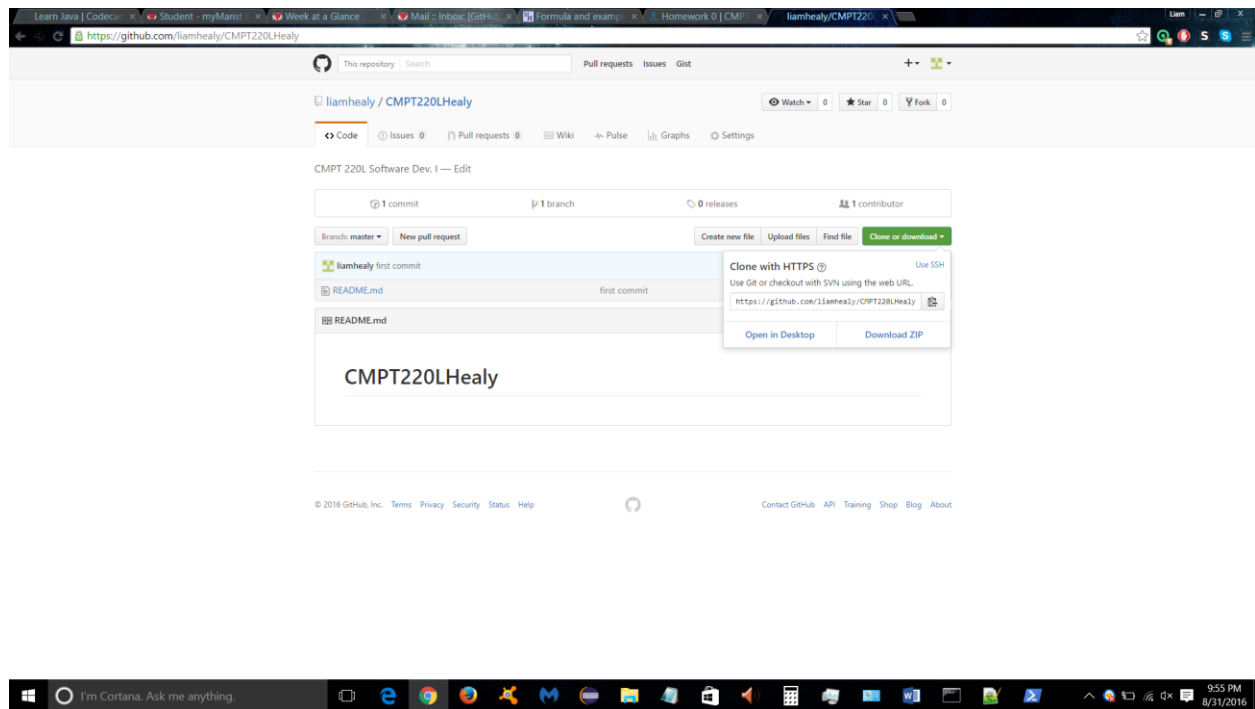 Learn Java | Codecac
Student - myMarist
Week at a Glance
Mail :: Inbox: [GitHu
Formula and exampl
Homework 0 | CMPT
liamhealy/CMPT220
Liam
https://github.com/liamhealy/CMPT220LHealy
This repository Search
Pull requests Issues Gist
liamhealy / CMPT220LHealy
Watch 0 Star 0 Fork 0
Code Issues 0 Pull requests 0 Wiki Pulse Graphs Settings
CMPT 220L Software Dev. I — Edit
1 commit 1 branch 0 releases 1 contributor
Branch: master New pull request Create new file Upload files Find file Clone or download
liamhealy first commit
README.md first commit
README.md
Clone with HTTPS Use SSH
Use Git or checkout with SVN using the web URL.
https://github.com/liamhealy/CMPT220LHealy
Open in Desktop Download ZIP
CMPT220LHealy
© 2016 GitHub, Inc. Terms Privacy Security Status Help Contact GitHub API Training Shop Blog About
I'm Cortana. Ask me anything.
9:55 PM
8/31/2016